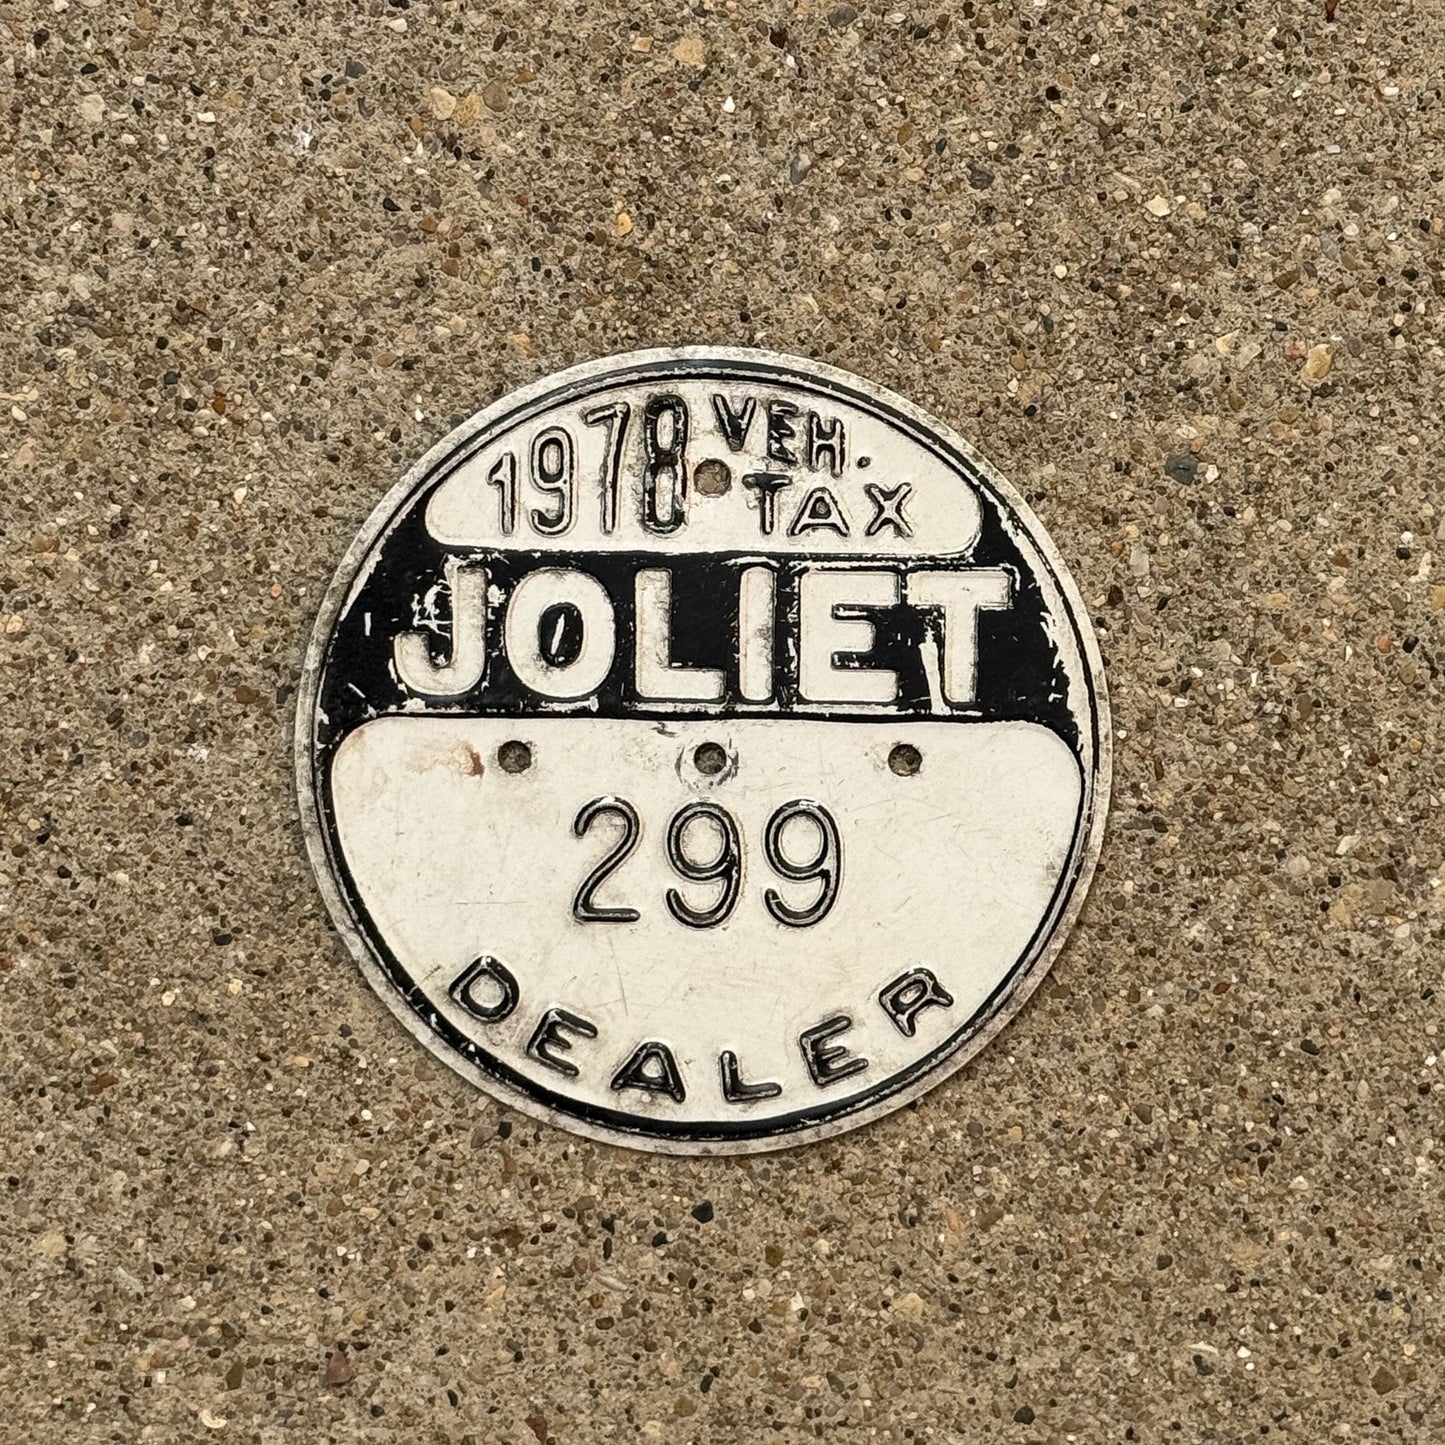 1978 VEH.
TAX
JOLIET
299
DEALER